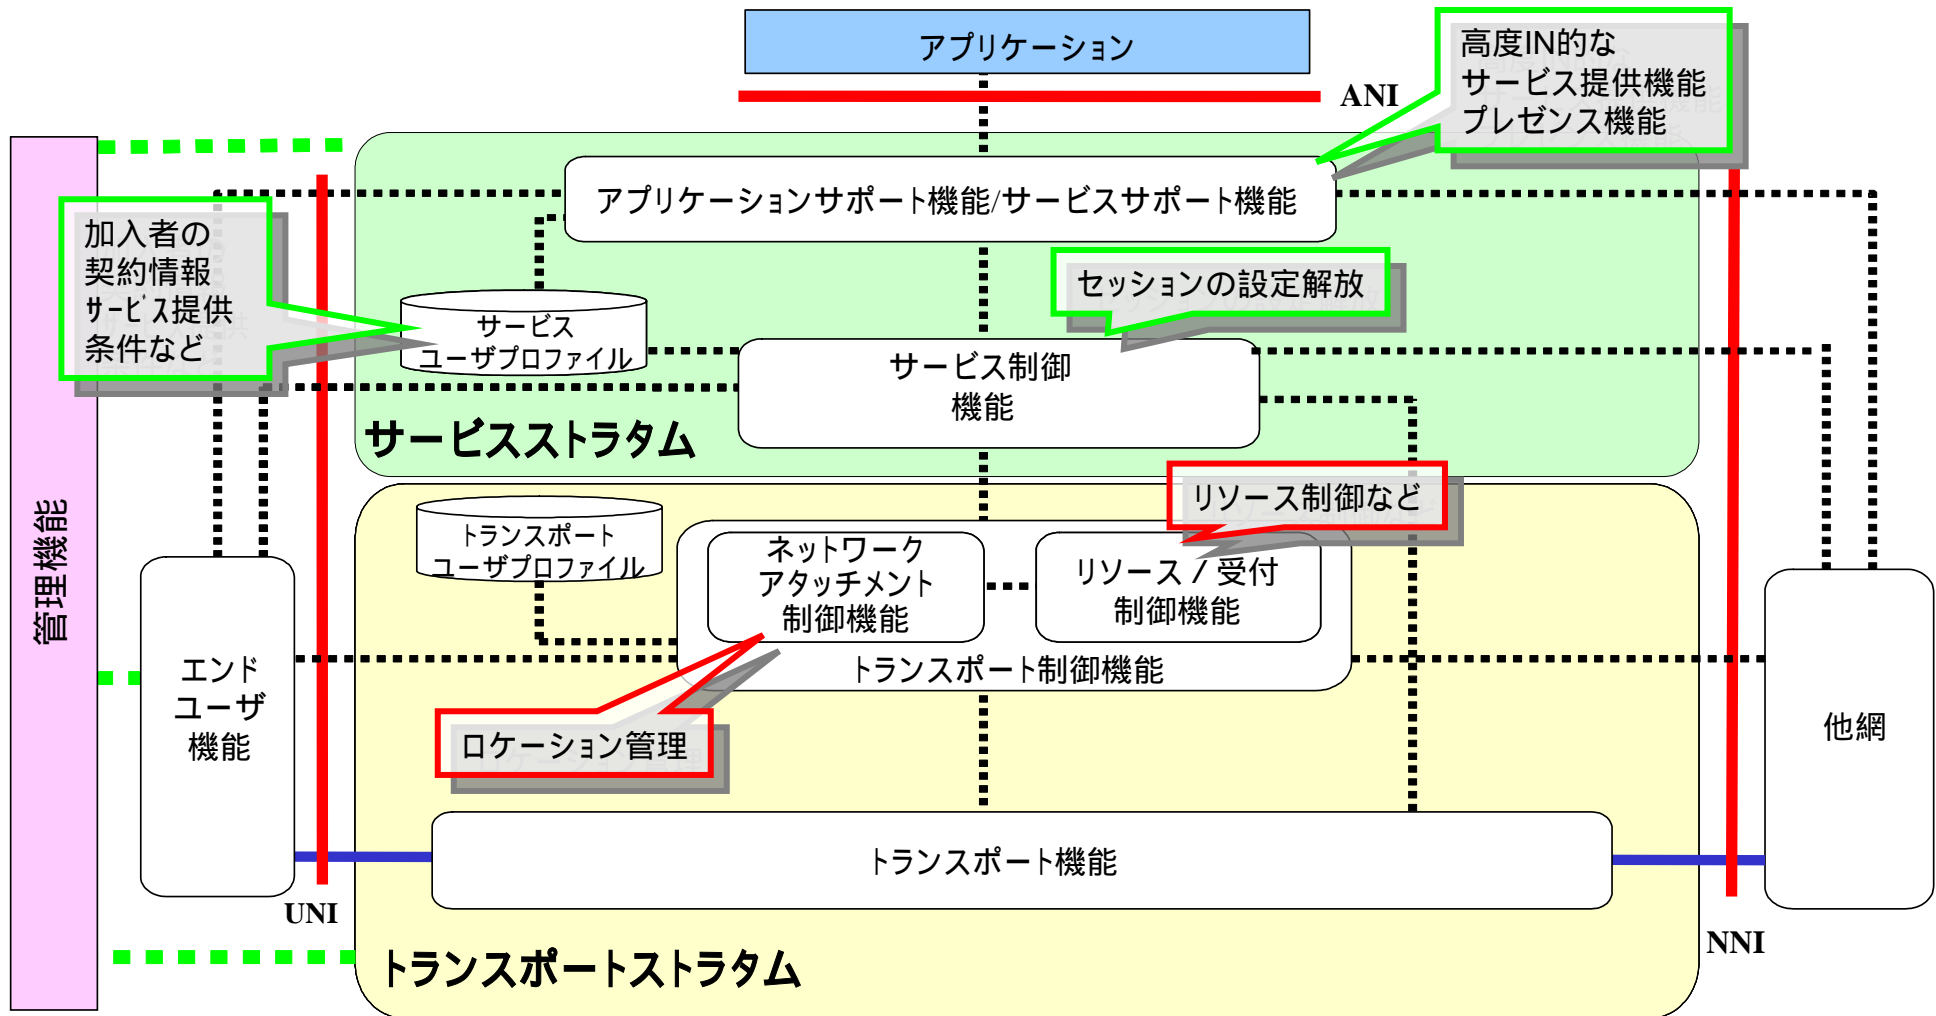 アプリケーション
ANI
高度IN的な
サービス提供機能
プレゼンス機能
アプリケーションサポート機能/サービスサポート機能
加入者の
契約情報
ｻｰﾋﾞｽ提供
条件など
セッションの設定解放
サービス
ユーザプロファイル
サービス制御
機能
サービスストラタム
リソース制御など
トランスポート
ユーザプロファイル
ネットワーク
アタッチメント
制御機能
リソース / 受付
制御機能
トランスポート制御機能
管理機能
エンド
ユーザ
機能
ロケーション管理
他網
トランスポート機能
UNI
NNI
トランスポートストラタム